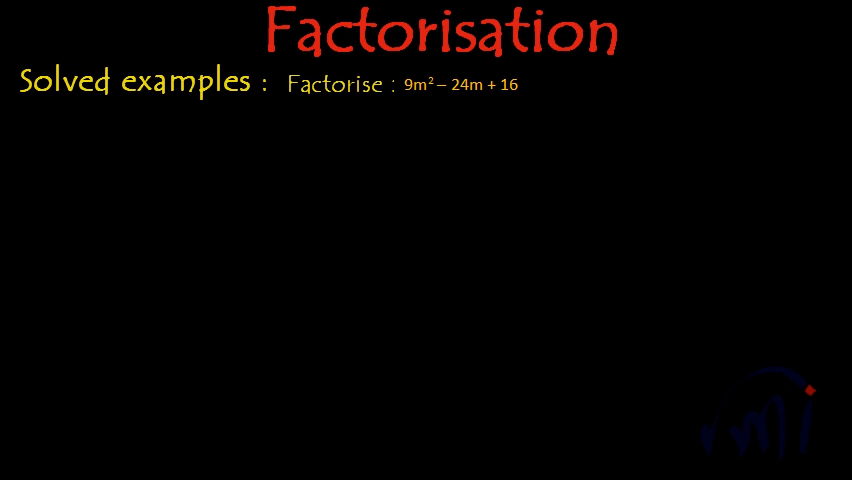 Factorisation
Solved examples : Factorise : 9m² – 24m + 16